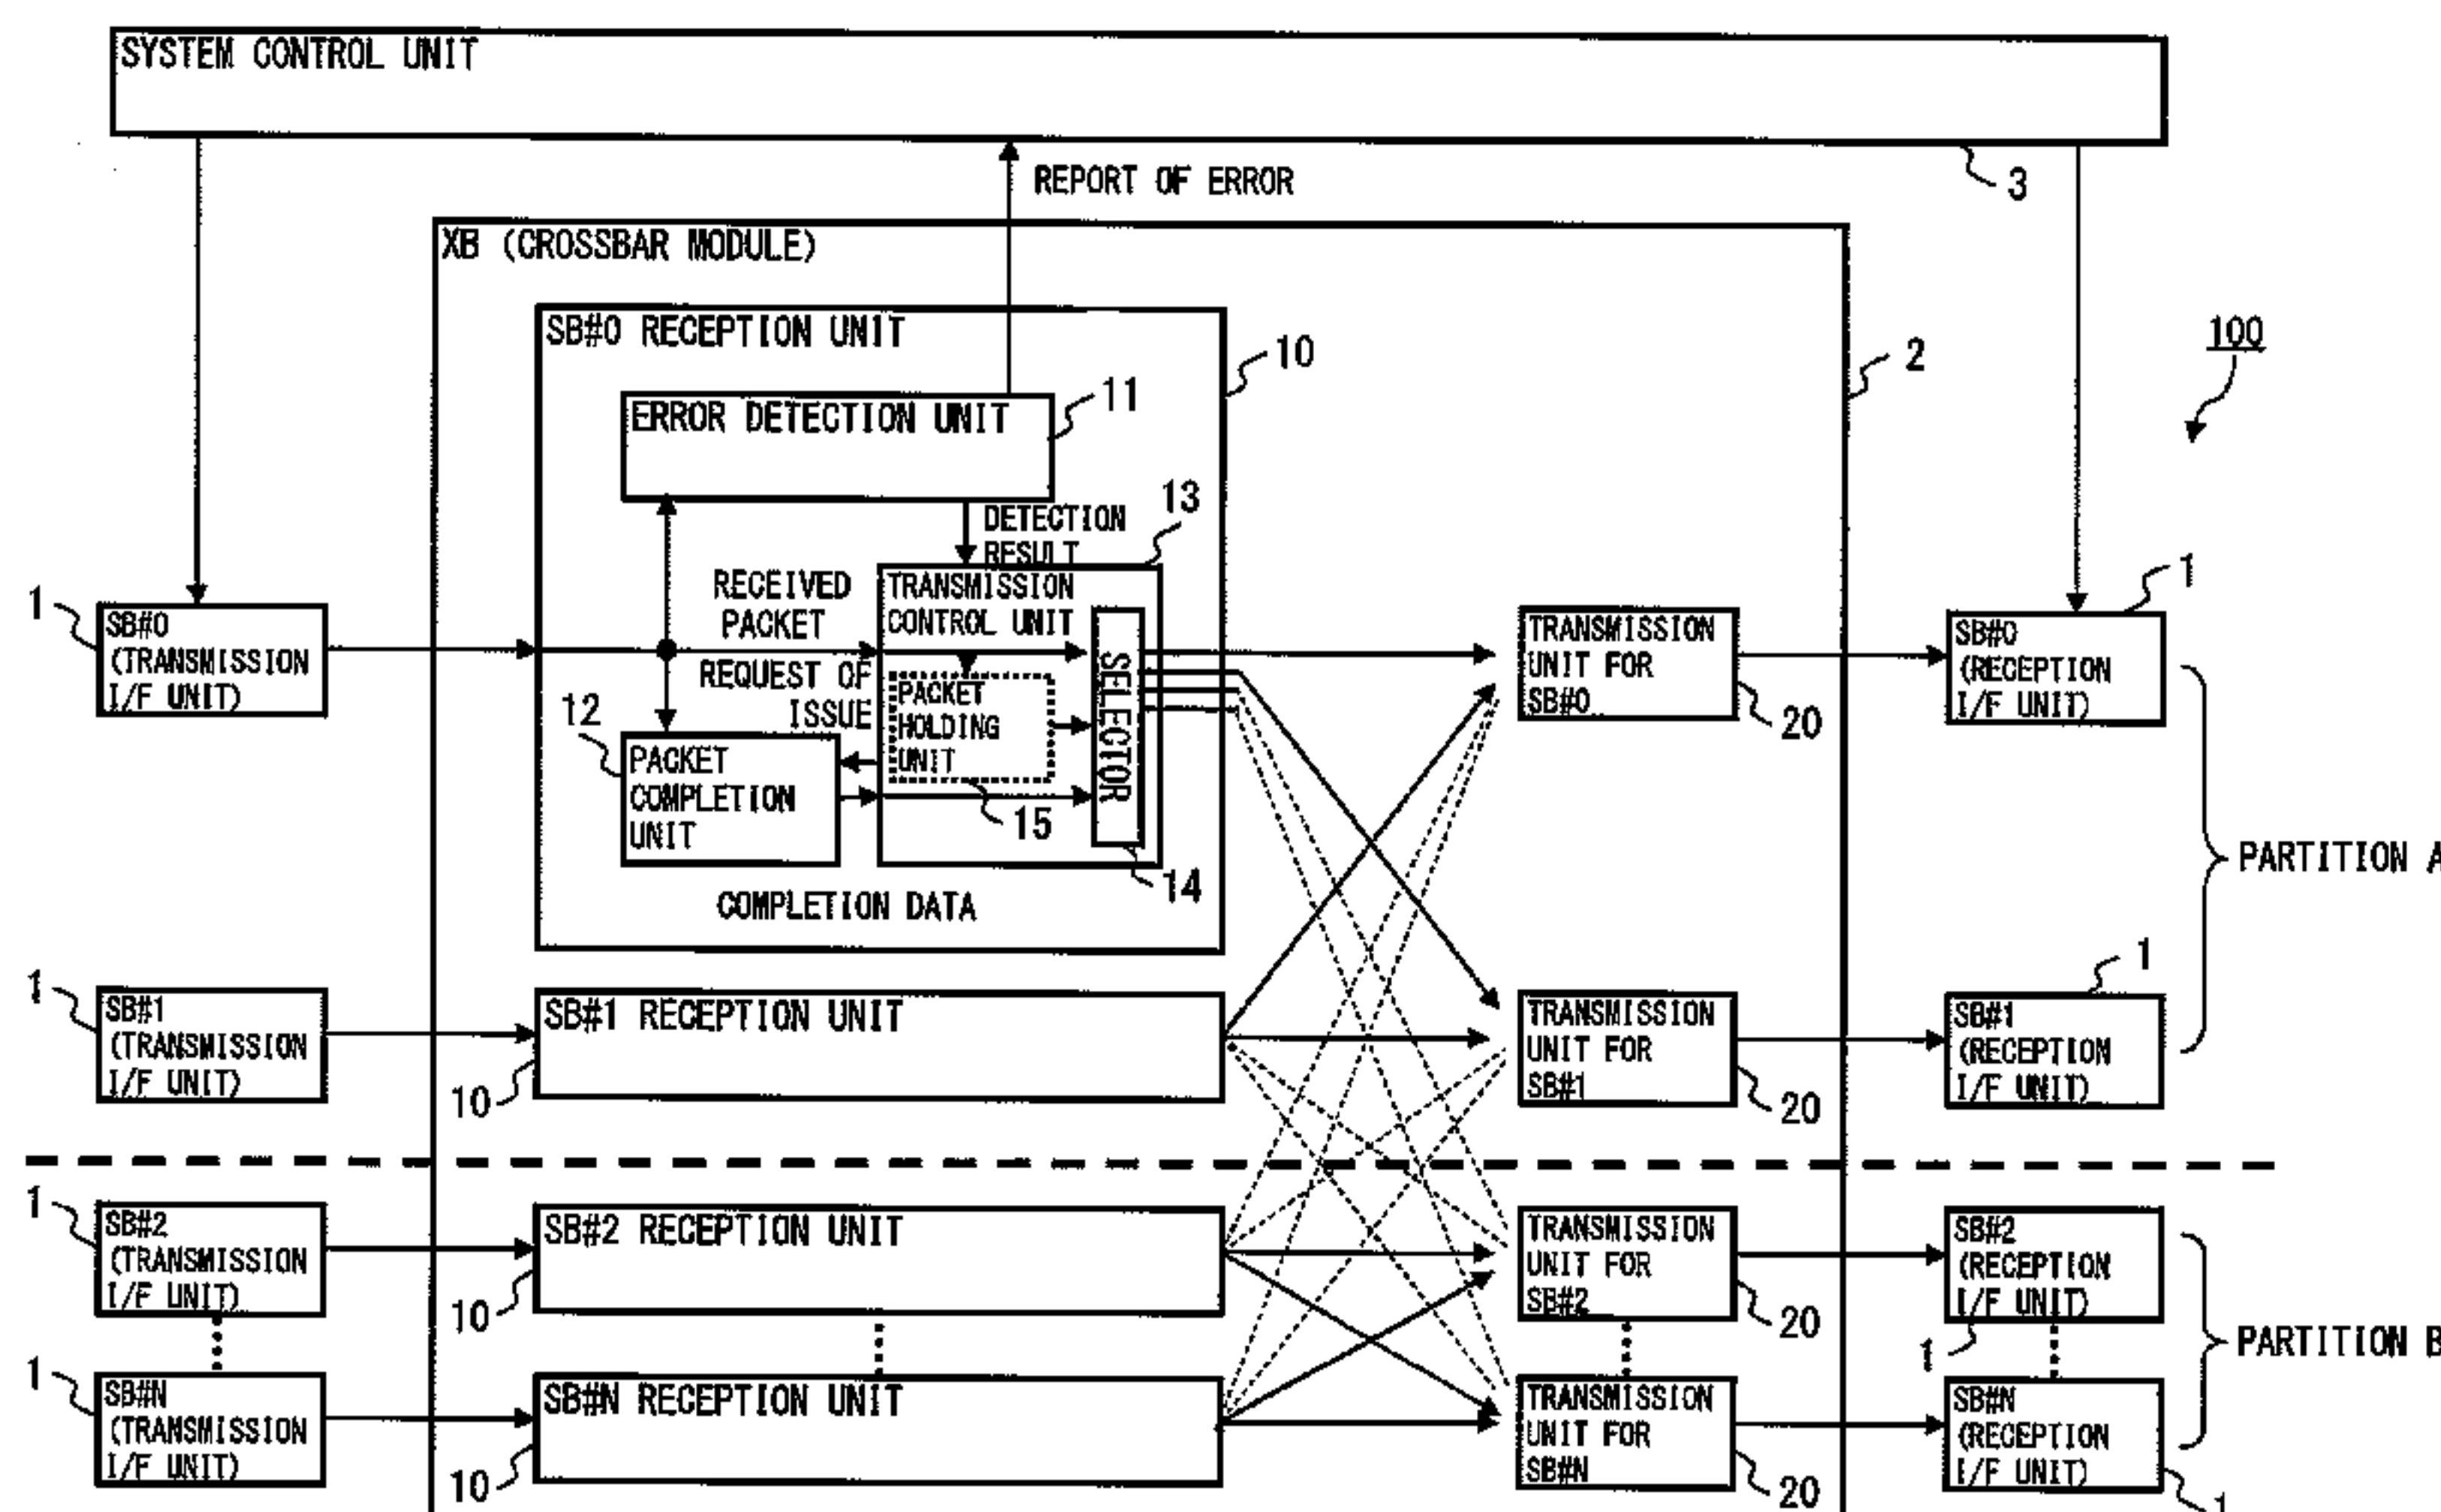 SYSTEM CONTROL UNIT
3
REPORT OF ERROR
XB (CROSSBAR MODULE)
2
100
SB#0 RECEPTION UNIT
10
ERROR DETECTION UNIT
11
DETECTION
RESULT
13
RECEIVED
PACKET
REQUEST OF
ISSUE
TRANSMISSION
CONTROL UNIT
PACKET
HOLDING
UNIT
15
SELECTOR
14
12
PACKET
COMPLETION
UNIT
COMPLETION DATA
1
SB#0
(TRANSMISSION
I/F UNIT)
TRANSMISSION
UNIT FOR
SB#0
20
1
SB#0
(RECEPTION
I/F UNIT)
PARTITION A
1
SB#1
(TRANSMISSION
I/F UNIT)
SB#1 RECEPTION UNIT
10
TRANSMISSION
UNIT FOR
SB#1
20
1
SB#1
(RECEPTION
I/F UNIT)
1
SB#2
(TRANSMISSION
I/F UNIT)
SB#2 RECEPTION UNIT
10
TRANSMISSION
UNIT FOR
SB#2
20
SB#2
(RECEPTION
I/F UNIT)
1
PARTITION B
1
SB#N
(TRANSMISSION
I/F UNIT)
SB#N RECEPTION UNIT
10
TRANSMISSION
UNIT FOR
SB#N
20
SB#N
(RECEPTION
I/F UNIT)
1